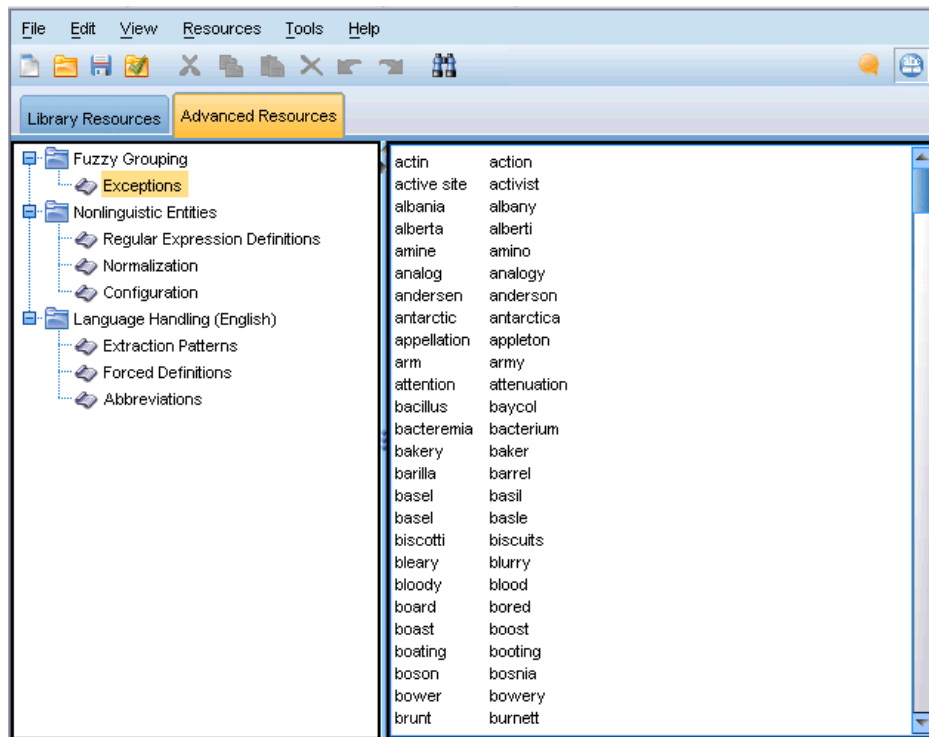 File Edit View Resources Tools Help
abc
Library Resources Advanced Resources
Fuzzy Grouping
Exceptions
Nonlinguistic Entities
Regular Expression Definitions
Normalization
Configuration
Language Handling (English)
Extraction Patterns
Forced Definitions
Abbreviations
actin action
active site activist
albania albany
alberta alberti
amine amino
analog analogy
andersen anderson
antarctic antarctica
appellation appleton
arm army
attention attenuation
bacillus baycol
bacteremia bacterium
bakery baker
barilla barrel
basel basil
basel basle
biscotti biscuits
bleary blurry
bloody blood
board bored
boast boost
boating booting
boson bosnia
bower bowery
brunt burnett